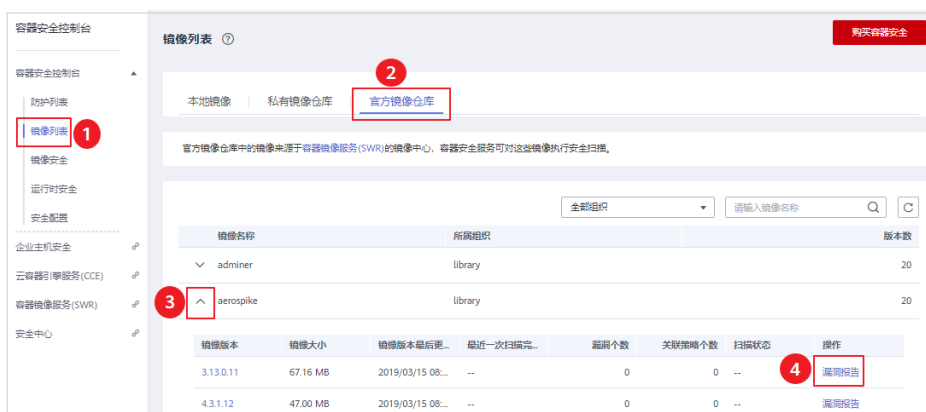 容器安全控制台
镜像列表 ?
购买容器安全
容器安全控制台
防护列表
镜像列表
1
镜像安全
运行时安全
安全配置
企业主机安全
云容器引擎服务(CCE)
容器镜像服务(SWR)
安全中心
2
本地镜像 私有镜像仓库 官方镜像仓库
官方镜像仓库中的镜像来源于容器镜像服务(SWR)的镜像中心，容器安全服务可对这些镜像执行安全扫描。
全部组织 请输入镜像名称
镜像名称 所属组织 版本数
adminer library 20
3 aerospike library 20
镜像版本 镜像大小 镜像版本最后更... 最近一次扫描完... 漏洞个数 关联策略个数 扫描状态 操作
3.13.0.11 67.16 MB 2019/03/15 08:... -- 0 0 -- 4 漏洞报告
4.3.1.12 47.00 MB 2019/03/15 08:... -- 0 0 -- 漏洞报告